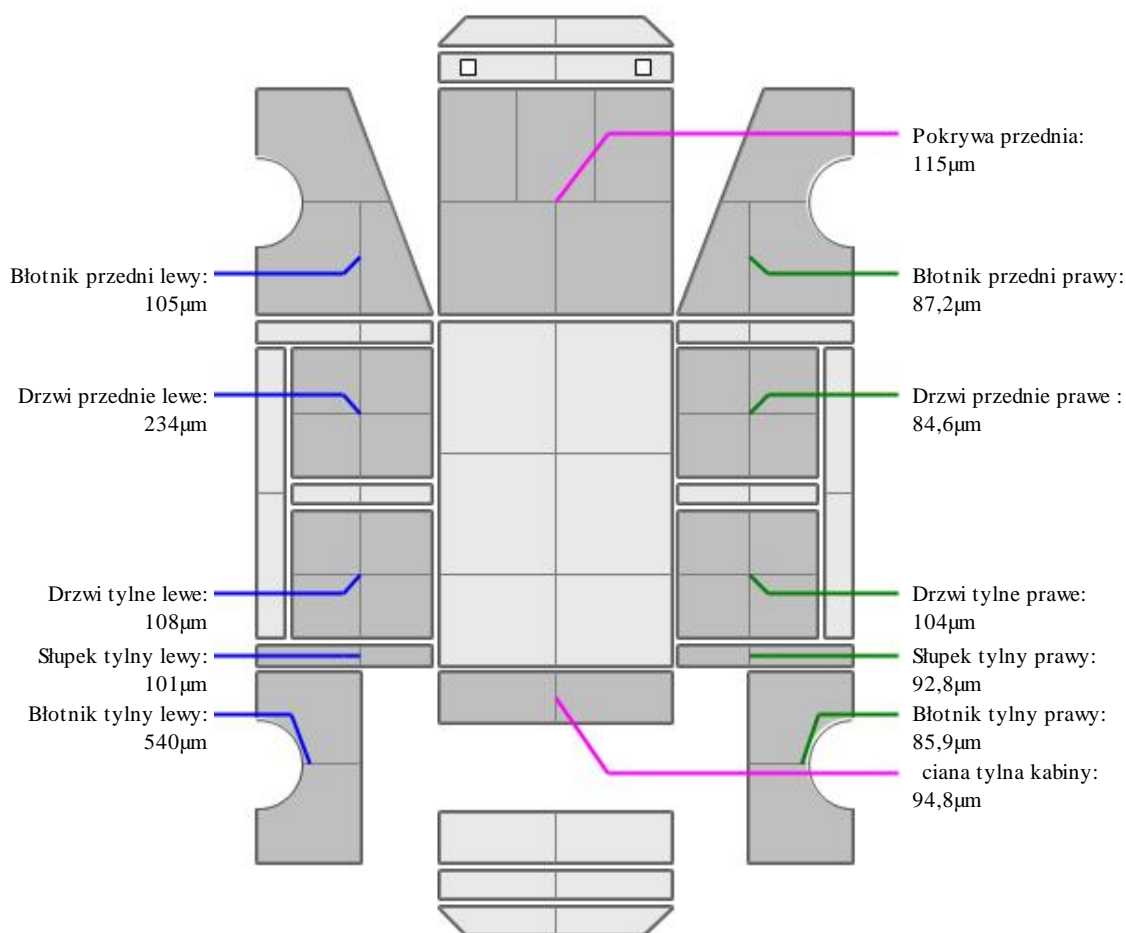 Pokrywa przednia:
115µm
Błotnik przedni lewy:
105µm
Błotnik przedni prawy:
87,2µm
Drzwi przednie lewe:
234µm
Drzwi przednie prawe :
84,6µm
Drzwi tylne lewe:
108µm
Drzwi tylne prawe:
104µm
Słupek tylny lewy:
101µm
Słupek tylny prawy:
92,8µm
Błotnik tylny lewy:
540µm
Błotnik tylny prawy:
85,9µm
ciana tylna kabiny:
94,8µm